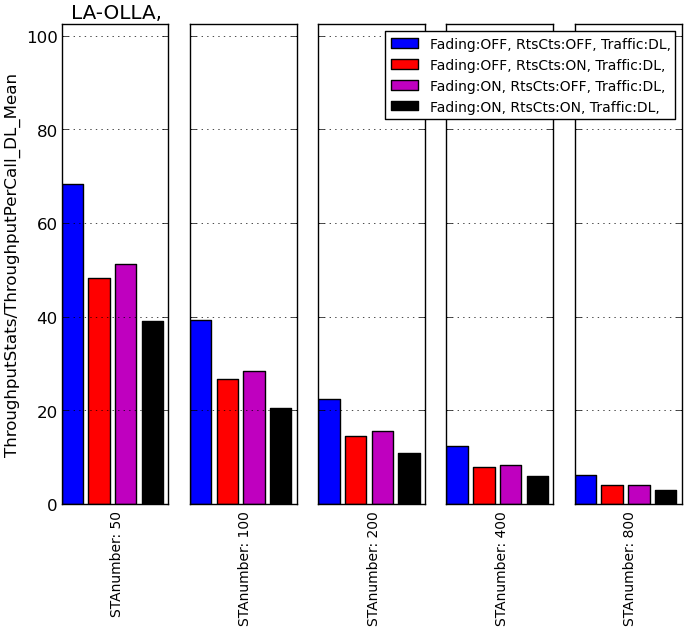 LA-OLLA,
Fading:OFF, RtsCts:OFF, Traffic:DL,
Fading:OFF, RtsCts:ON, Traffic:DL,
Fading:ON, RtsCts:OFF, Traffic:DL,
Fading:ON, RtsCts:ON, Traffic:DL,
ThroughputStats/ThroughputPerCall_DL_Mean
100
80
60
40
20
0
STAnumber: 50
STAnumber: 100
STAnumber: 200
STAnumber: 400
STAnumber: 800